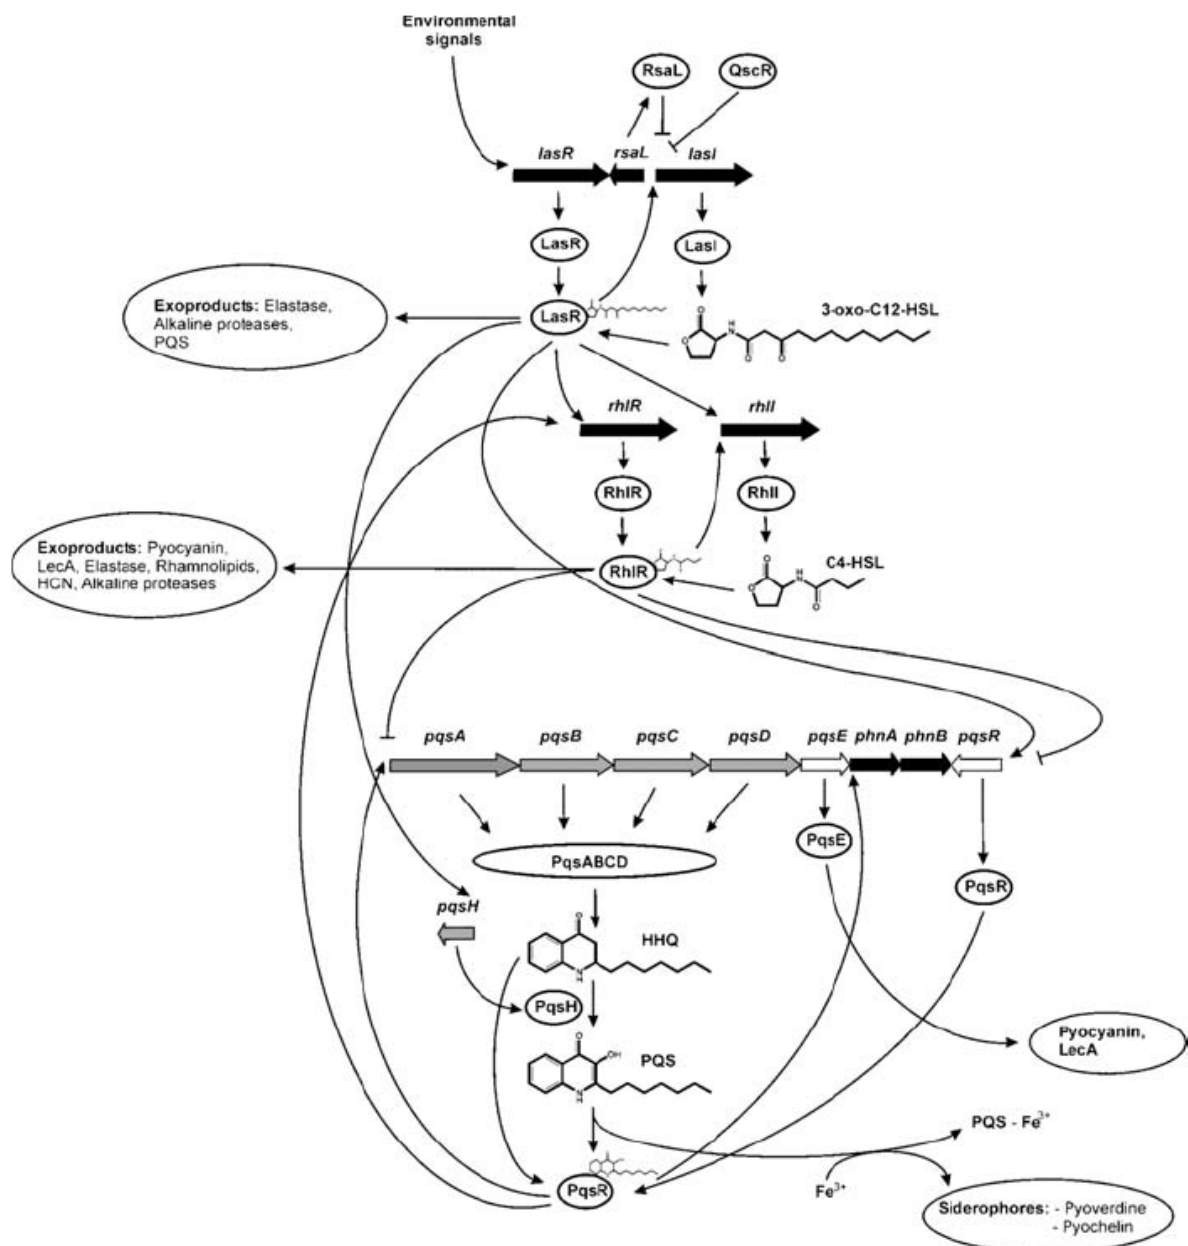 Environmental
signals
RsaL
QscR
lasR
rsaL
lasI
LasR
LasI
Exoproducts: Elastase,
Alkaline proteases,
PQS
LasR
3-oxo-C12-HSL
O
O
NH
O
O
rhlR
rhlI
RhlR
RhlI
Exoproducts: Pyocyanin,
LecA, Elastase, Rhamnolipids,
HCN, Alkaline proteases
RhlR
C4-HSL
O
O
NH
O
pqsA
pqsB
pqsC
pqsD
pqsE
phnA
phnB
pqsR
PqsE
PqsABCD
PqsR
pqsH
O
HHQ
N
H
PqsH
Pyocyanin,
LecA
O
OH
PQS
N
H
PQS - Fe3+
PqsR
Fe3+
Siderophores: - Pyoverdine
- Pyochelin